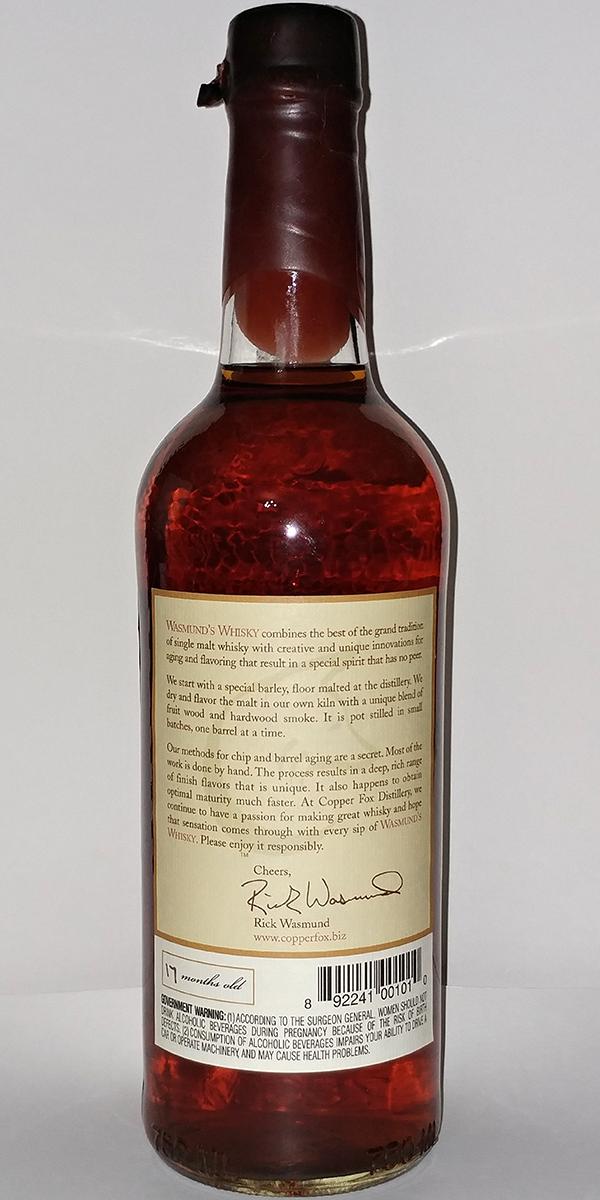 WASMUND'S WHISKY combines the best of the grand tradition
of single malt whisky with creative and unique innovations for
aging and flavoring that result in a special spirit that has no peer.
We start with a special barley, floor malted at the distillery. We
dry and flavor the malt in our own kiln with a unique blend of
fruit wood and hardwood smoke. It is pot stilled in small
batches, one barrel at a time.
Our methods for chip and barrel aging are a secret. Most of the
work is done by hand. The process results in a deep, rich range
of finish flavors that is unique. It also happens to obtain
optimal maturity much faster. At Copper Fox Distillery, we
continue to have a passion for making great whisky and hope
that sensation comes through with every sip of WASMUND'S
WHISKY. Please enjoy it responsibly.
TM
Cheers,
Rick Wasmund
Rick Wasmund
www.copperfox.biz
17 months old
8 92241 00101 0
GOVERNMENT WARNING: (1) ACCORDING TO THE SURGEON GENERAL, WOMEN SHOULD NOT
DRINK ALCOHOLIC BEVERAGES DURING PREGNANCY BECAUSE OF THE RISK OF BIRTH
DEFECTS. (2) CONSUMPTION OF ALCOHOLIC BEVERAGES IMPAIRS YOUR ABILITY TO DRIVE A
CAR OR OPERATE MACHINERY, AND MAY CAUSE HEALTH PROBLEMS.
750 ML 750 ML